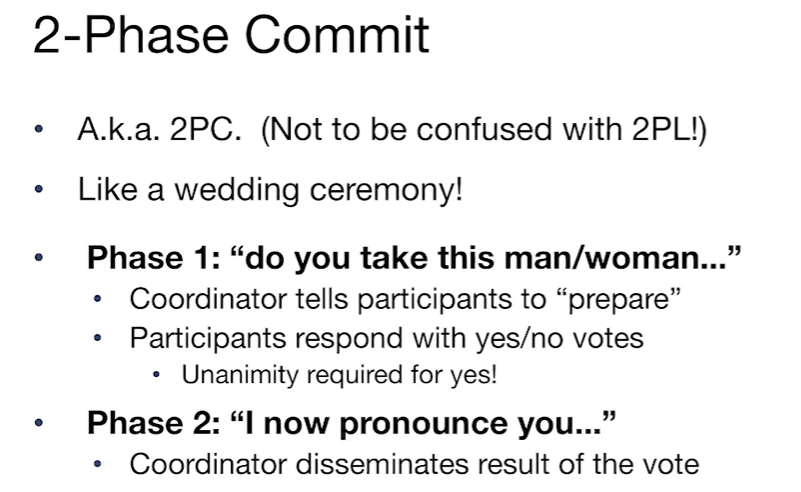 2-Phase Commit
• A.k.a. 2PC. (Not to be confused with 2PL!)
• Like a wedding ceremony!
• Phase 1: “do you take this man/woman...”
• Coordinator tells participants to “prepare”
• Participants respond with yes/no votes
• Unanimity required for yes!
• Phase 2: “I now pronounce you...”
• Coordinator disseminates result of the vote